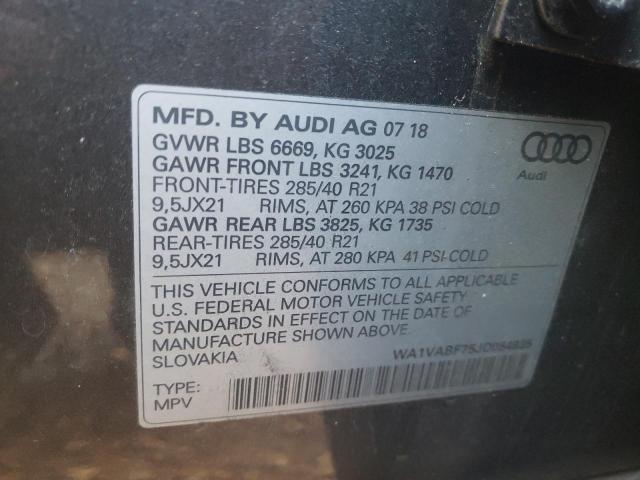 MFD. BY AUDI AG 07 18
GVWR LBS 6669, KG 3025
GAWR FRONT LBS 3241, KG 1470
FRONT-TIRES 285/40 R21
9,5JX21 RIMS, AT 260 KPA 38 PSI COLD
GAWR REAR LBS 3825, KG 1735
REAR-TIRES 285/40 R21
9,5JX21 RIMS, AT 280 KPA 41 PSI COLD
Audi
THIS VEHICLE CONFORMS TO ALL APPLICABLE
U.S. FEDERAL MOTOR VEHICLE SAFETY
STANDARDS IN EFFECT ON THE DATE OF
MANUFACTURE SHOWN ABOVE.
SLOVAKIA
TYPE:
MPV